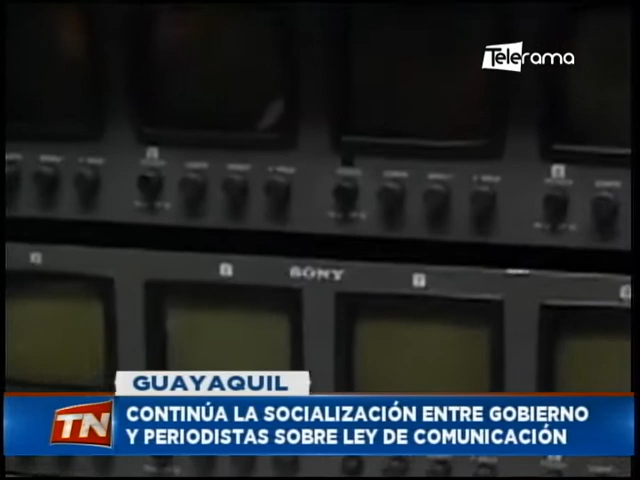 Telerama
SONY
GUAYAQUIL
TN
CONTINÚA LA SOCIALIZACIÓN ENTRE GOBIERNO
Y PERIODISTAS SOBRE LEY DE COMUNICACIÓN